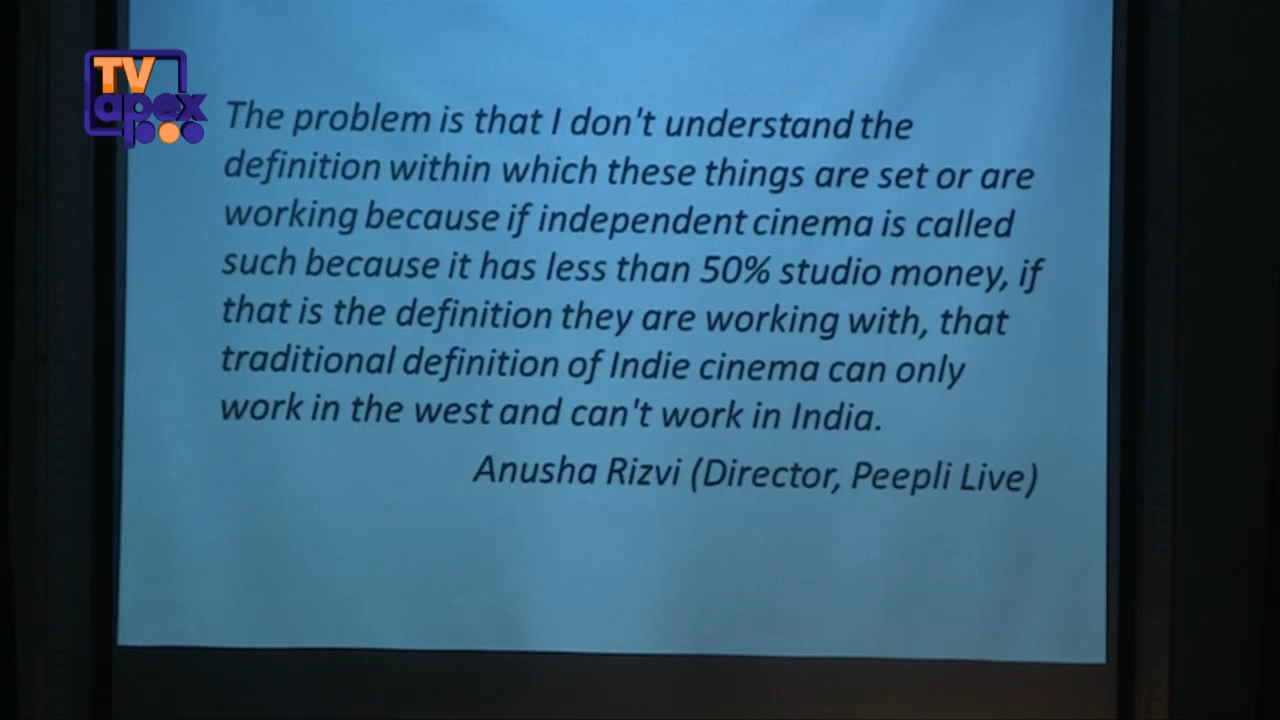 TV
apex
The problem is that I don't understand the
definition within which these things are set or are
working because if independent cinema is called
such because it has less than 50% studio money, if
that is the definition they are working with, that
traditional definition of Indie cinema can only
work in the west and can't work in India.
Anusha Rizvi (Director, Peepli Live)